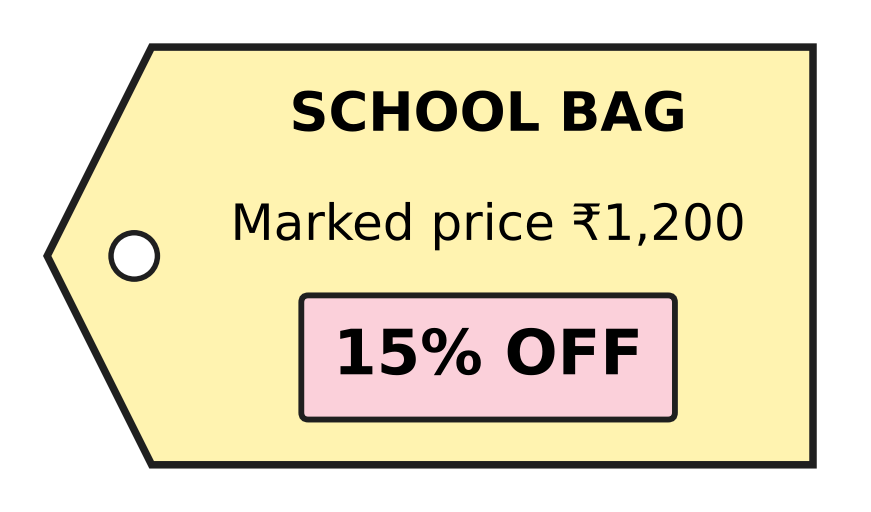 SCHOOL BAG
Marked price ₹1,200
15% OFF